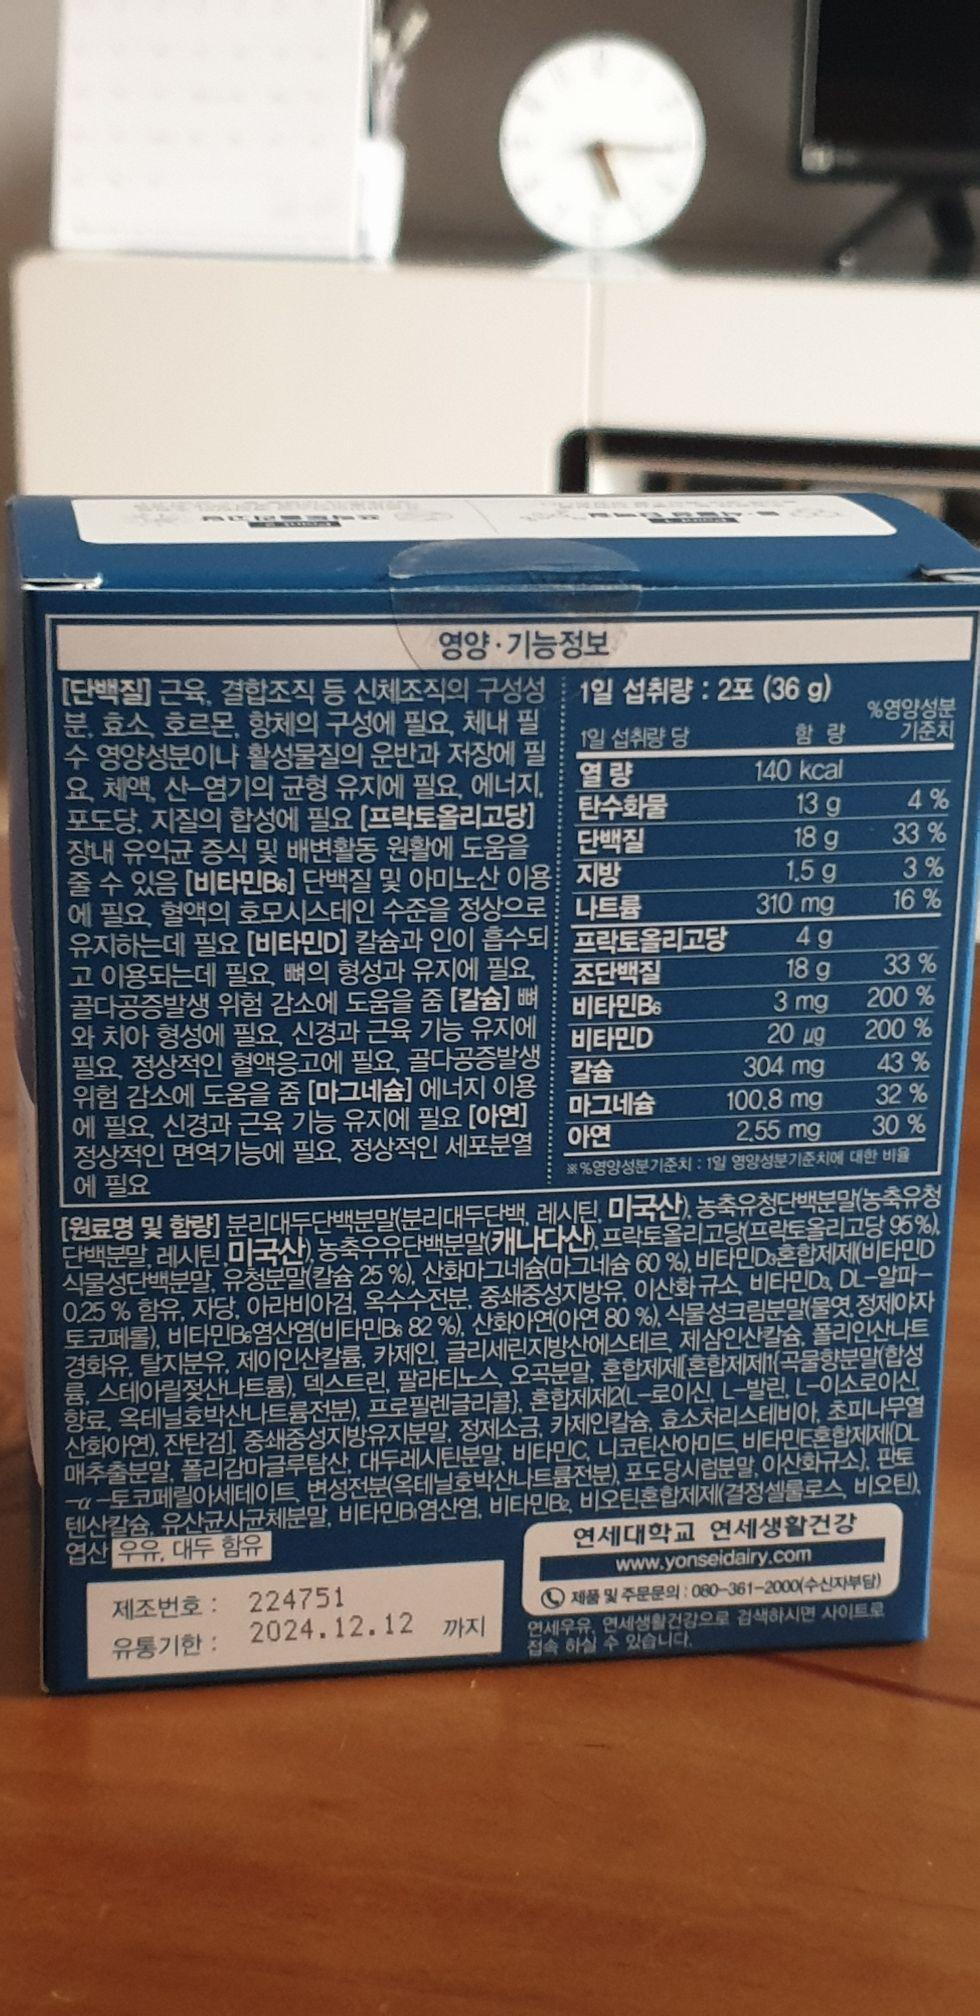 영양·기능정보
[단백질] 근육, 결합조직 등 신체조직의 구성성
분, 효소, 호르몬, 항체의 구성에 필요, 체내 필
수 영양성분이나 활성물질의 운반과 저장에 필
요, 체액, 산-염기의 균형 유지에 필요, 에너지,
포도당, 지질의 합성에 필요 [프락토올리고당]
장내 유익균 증식 및 배변활동 원활에 도움을
줄 수 있음 [비타민B6] 단백질 및 아미노산 이용
에 필요, 혈액의 호모시스테인 수준을 정상으로
유지하는데 필요 [비타민D] 칼슘과 인이 흡수되
고 이용되는데 필요, 뼈의 형성과 유지에 필요,
골다공증발생 위험 감소에 도움을 줌 [칼슘] 뼈
와 치아 형성에 필요, 신경과 근육 기능 유지에
필요, 정상적인 혈액응고에 필요, 골다공증발생
위험 감소에 도움을 줌 [마그네슘] 에너지 이용
에 필요, 신경과 근육 기능 유지에 필요 [아연]
정상적인 면역기능에 필요, 정상적인 세포분열
에 필요
1일 섭취량 : 2포 (36 g)
1일 섭취량 당 함 량 %영양성분 기준치
열 량 140 kcal
탄수화물 13 g 4 %
단백질 18 g 33 %
지방 1.5 g 3 %
나트륨 310 mg 16 %
프락토올리고당 4 g
조단백질 18 g 33 %
비타민B6 3 mg 200 %
비타민D 20 µg 200 %
칼슘 304 mg 43 %
마그네슘 100.8 mg 32 %
아연 2.55 mg 30 %
※%영양성분기준치 : 1일 영양성분기준치에 대한 비율
[원료명 및 함량] 분리대두단백분말(분리대두단백, 레시틴, 미국산), 농축유청단백분말(농축유청
단백분말, 레시틴, 미국산), 농축우유단백분말(캐나다산), 프락토올리고당(프락토올리고당 95%),
식물성단백분말, 유청분말(칼슘 25 %), 산화마그네슘(마그네슘 60 %), 비타민D3혼합제제(비타민D
0.25 % 함유, 자당, 아라비아검, 옥수수전분, 중쇄중성지방유, 이산화규소, 비타민D3, DL-알파-
토코페롤), 비타민B6염산염(비타민B6 82 %), 산화아연(아연 80 %), 식물성크림분말(물엿, 정제야자
경화유, 탈지분유, 제이인산칼륨, 카제인, 글리세린지방산에스테르, 제삼인산칼슘, 폴리인산나트
륨, 스테아릴젖산나트륨), 덱스트린, 팔라티노스, 오곡분말, 혼합제제[혼합제제1{곡물향분말(합성
향료, 옥테닐호박산나트륨전분), 프로필렌글리콜}, 혼합제제2(L-로이신, L-발린, L-이소로이신,
산화아연), 잔탄검], 중쇄중성지방유지분말, 정제소금, 카제인칼슘, 효소처리스테비아, 초피나무열
매추출분말, 폴리감마글루탐산, 대두레시틴분말, 비타민C, 니코틴산아미드, 비타민E혼합제제{DL
-α-토코페릴아세테이트, 변성전분(옥테닐호박산나트륨전분), 포도당시럽분말, 이산화규소}, 판토
텐산칼슘, 유산균사균체분말, 비타민B1염산염, 비타민B2, 비오틴혼합제제(결정셀룰로스, 비오틴),
엽산 우유, 대두 함유
제조번호 : 224751
유통기한 : 2024.12.12 까지
연세대학교 연세생활건강
www.yonseidairy.com
제품 및 주문문의 : 080-361-2000(수신자부담)
연세우유, 연세생활건강으로 검색하시면 사이트로
접속 하실 수 있습니다.